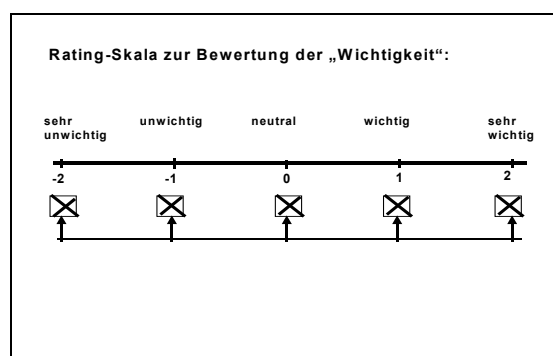 Rating-Skala zur Bewertung der „Wichtigkeit“:
sehr unwichtig unwichtig neutral wichtig sehr wichtig
-2 -1 0 1 2